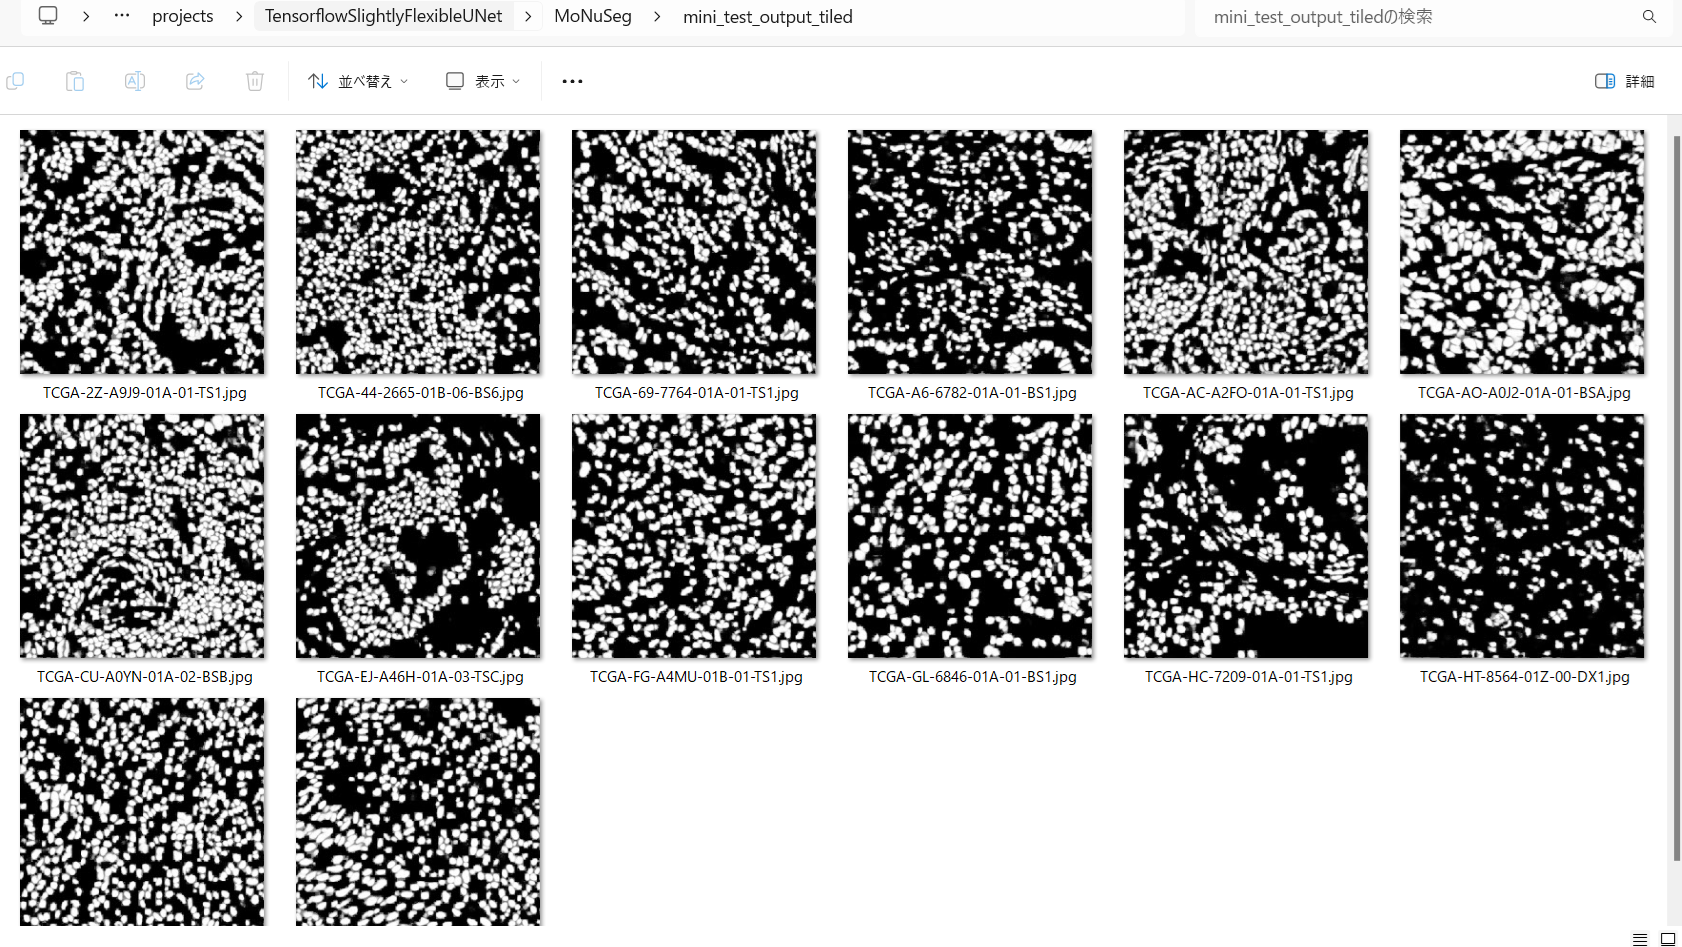 … projects TensorflowSlightlyFlexibleUNet MoNuSeg mini_test_output_tiled mini_test_output_tiledの検索
並べ替え 表示 … 詳細
TCGA-2Z-A9J9-01A-01-TS1.jpg TCGA-44-2665-01B-06-BS6.jpg TCGA-69-7764-01A-01-TS1.jpg TCGA-A6-6782-01A-01-BS1.jpg TCGA-AC-A2FO-01A-01-TS1.jpg TCGA-AO-A0J2-01A-01-BSA.jpg
TCGA-CU-A0YN-01A-02-BSB.jpg TCGA-EJ-A46H-01A-03-TSC.jpg TCGA-FG-A4MU-01B-01-TS1.jpg TCGA-GL-6846-01A-01-BS1.jpg TCGA-HC-7209-01A-01-TS1.jpg TCGA-HT-8564-01Z-00-DX1.jpg